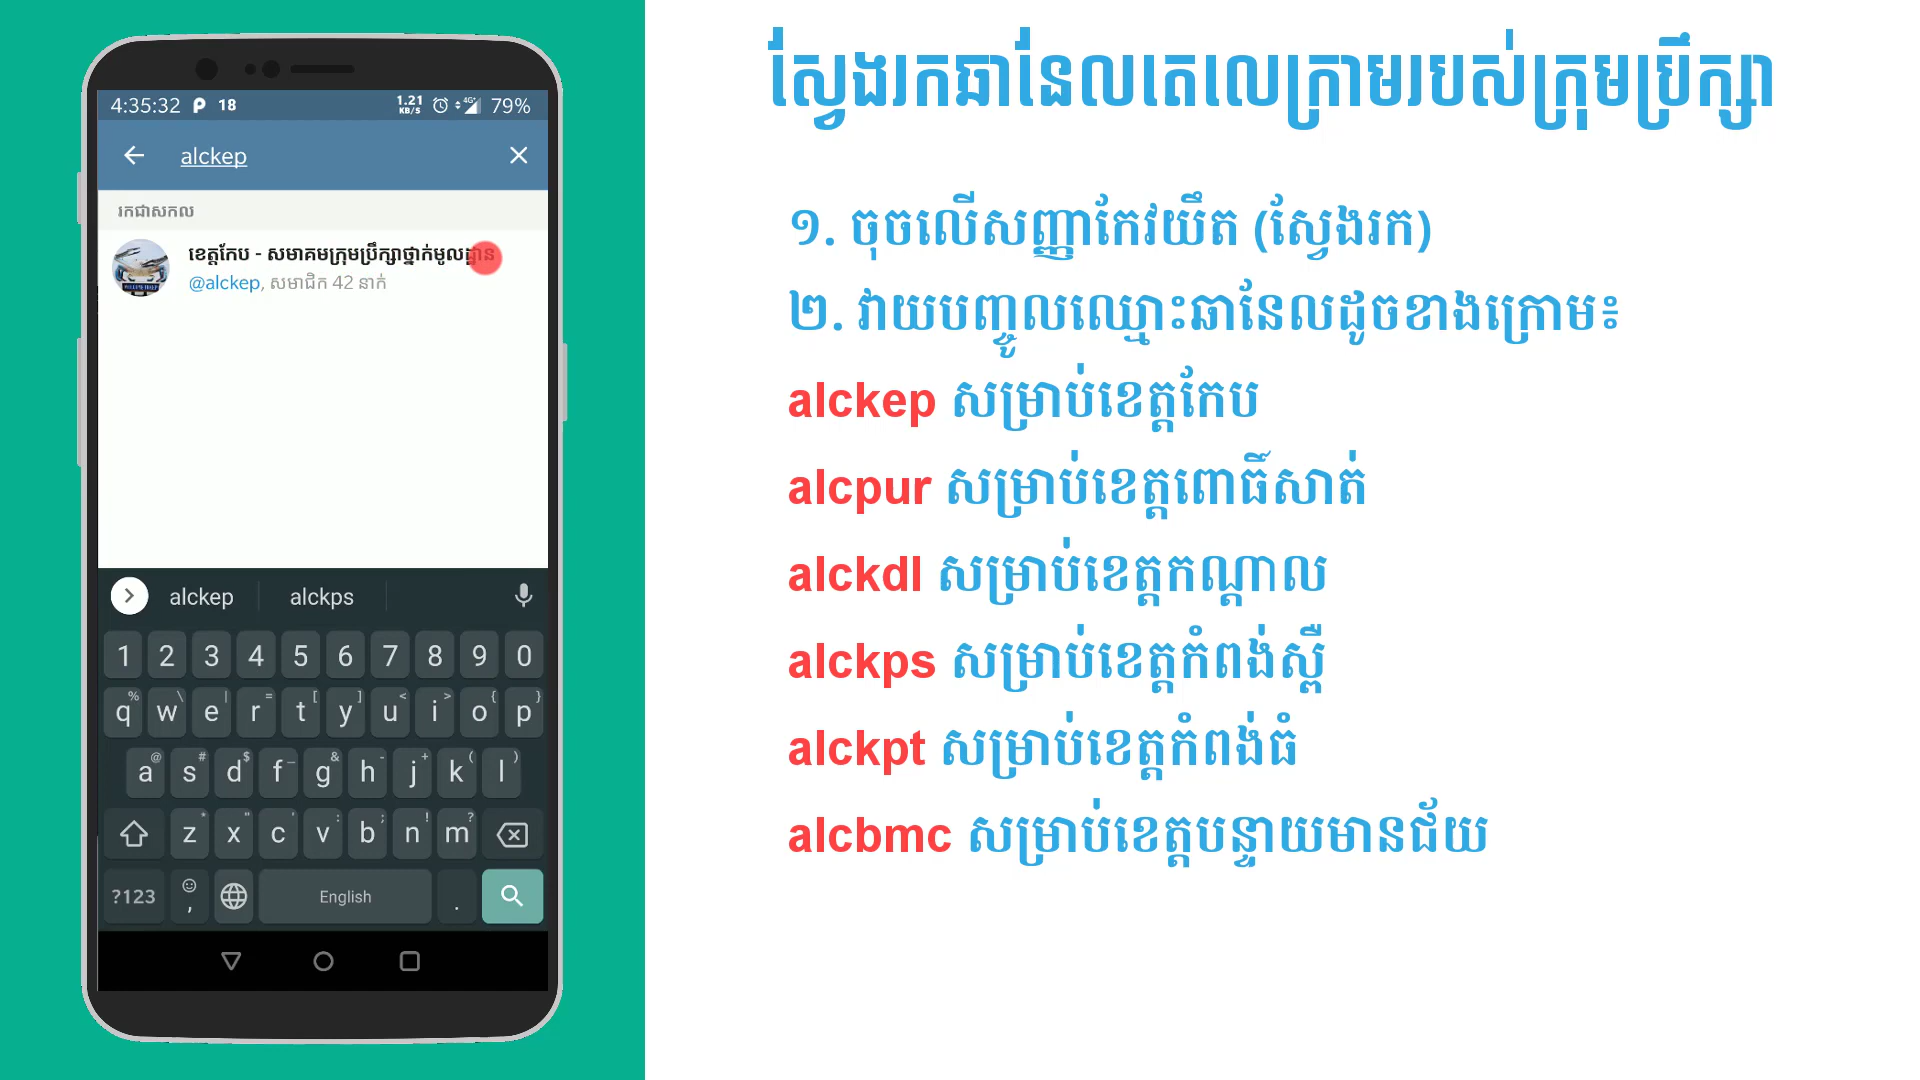 ស្វែងរកឆានែលតេលេក្រាមរបស់ក្រុមប្រឹក្សា
១. ចុចលើសញ្ញាកែវយឹត (ស្វែងរក)
២. វាយបញ្ចូលឈ្មោះឆានែលដូចខាងក្រោម៖
alckep សម្រាប់ខេត្តកែប
alcpur សម្រាប់ខេត្តពោធិ៍សាត់
alckdl សម្រាប់ខេត្តកណ្តាល
alckps សម្រាប់ខេត្តកំពង់ស្ពឺ
alckpt សម្រាប់ខេត្តកំពង់ធំ
alcbmc សម្រាប់ខេត្តបន្ទាយមានជ័យ
4:35:32 18 1.21 KB/S 4G+ 79%
alckep
រកជាសកល
ខេត្តកែប - សមាគមក្រុមប្រឹក្សាថ្នាក់មូលដ្ឋាន
@alckep, សមាជិក 42 នាក់
alckep alckps
1 2 3 4 5 6 7 8 9 0
q w e r t y u i o p
a s d f g h j k l
z x c v b n m
?123 , English .